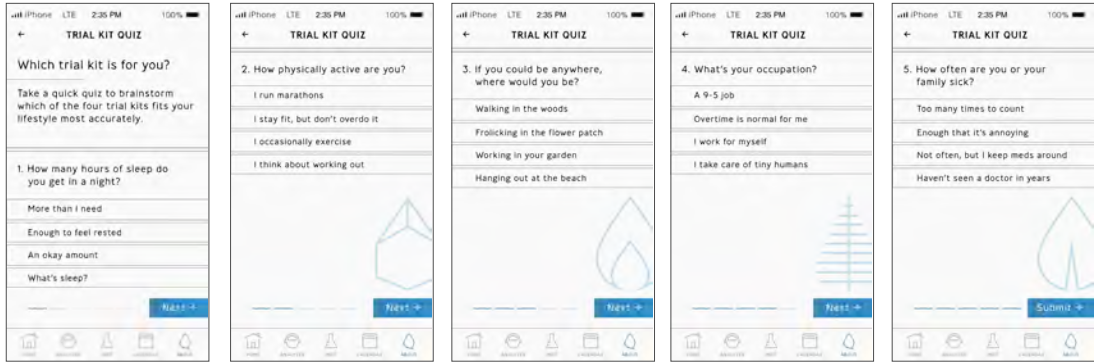 iPhone LTE 2:35 PM 100%
TRIAL KIT QUIZ
Which trial kit is for you?
Take a quick quiz to brainstorm
which of the four trial kits fits your
lifestyle most accurately.
1. How many hours of sleep do
you get in a night?
More than I need
Enough to feel rested
An okay amount
What's sleep?
Next →
iPhone LTE 2:35 PM 100%
TRIAL KIT QUIZ
2. How physically active are you?
I run marathons
I stay fit, but don't overdo it
I occasionally exercise
I think about working out
Next →
iPhone LTE 2:35 PM 100%
TRIAL KIT QUIZ
3. If you could be anywhere,
where would you be?
Walking in the woods
Frolicking in the flower patch
Working in your garden
Hanging out at the beach
Next →
iPhone LTE 2:35 PM 100%
TRIAL KIT QUIZ
4. What's your occupation?
A 9-5 job
Overtime is normal for me
I work for myself
I take care of tiny humans
Next →
iPhone LTE 2:35 PM 100%
TRIAL KIT QUIZ
5. How often are you or your
family sick?
Too many times to count
Enough that it's annoying
Not often, but I keep meds around
Haven't seen a doctor in years
Submit →